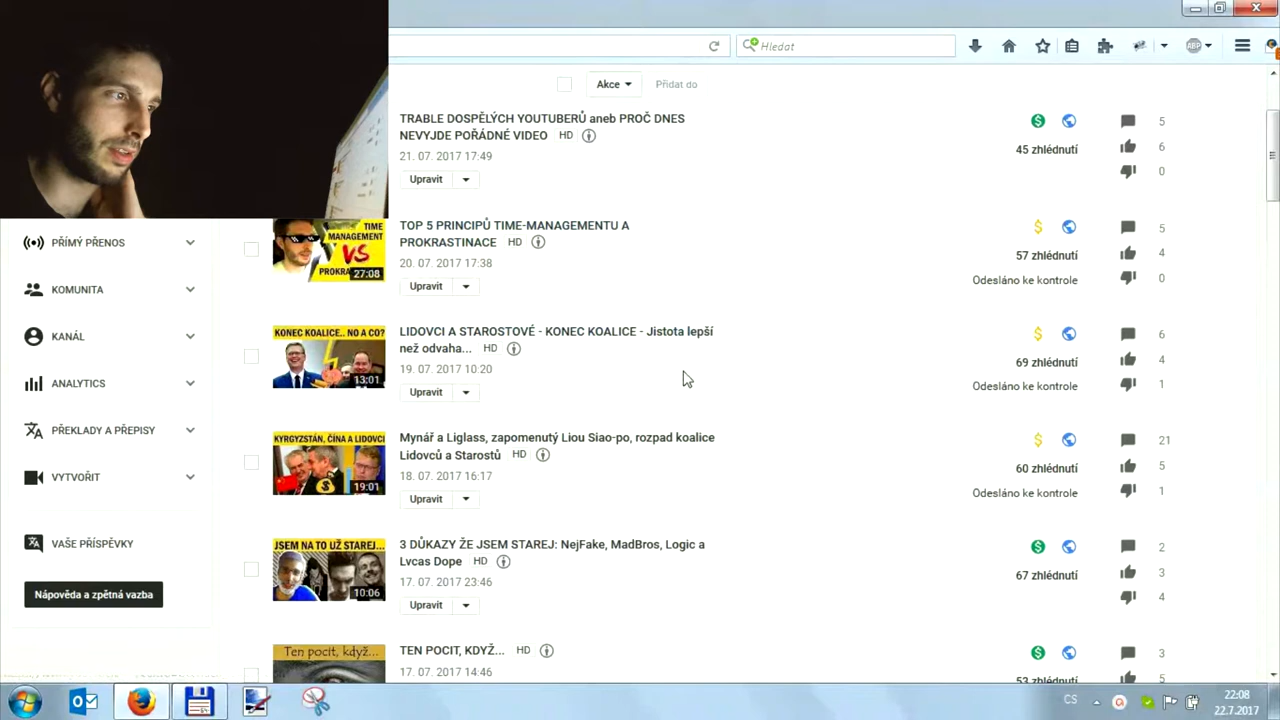 Hledat
ABP
Akce
Přidat do
TRABLE DOSPĚLÝCH YOUTUBERŮ aneb PROČ DNES
NEVYJDE POŘÁDNÉ VIDEO HD
21. 07. 2017 17:49
Upravit
45 zhlédnutí
5
6
0
PŘÍMÝ PŘENOS
KOMUNITA
KANÁL
ANALYTICS
PŘEKLADY A PŘEPISY
VYTVOŘIT
VAŠE PŘÍSPĚVKY
Nápověda a zpětná vazba
TIME
MANAGEMENTU
VS
27:08
TOP 5 PRINCIPŮ TIME-MANAGEMENTU A
PROKRASTINACE HD
20. 07. 2017 17:38
Upravit
57 zhlédnutí
Odesláno ke kontrole
5
4
0
KONEC KOALICE.. NO A CO?
13:01
LIDOVCI A STAROSTOVÉ - KONEC KOALICE - Jistota lepší
než odvaha... HD
19. 07. 2017 10:20
Upravit
69 zhlédnutí
Odesláno ke kontrole
6
4
1
KYRGYZSTÁN, ČÍNA A LIDOVCI
19:01
Mynář a Liglass, zapomenutý Liou Siao-po, rozpad koalice
Lidovců a Starostů HD
18. 07. 2017 16:17
Upravit
60 zhlédnutí
Odesláno ke kontrole
21
5
1
JSEM NA TO UŽ STAREJ...
10:06
3 DŮKAZY ŽE JSEM STAREJ: NejFake, MadBros, Logic a
Lvcas Dope HD
17. 07. 2017 23:46
Upravit
67 zhlédnutí
2
3
4
Ten pocit, když...
TEN POCIT, KDYŽ... HD
17. 07. 2017 14:46
53 zhlédnutí
3
5
CS
22:08
22.7.2017